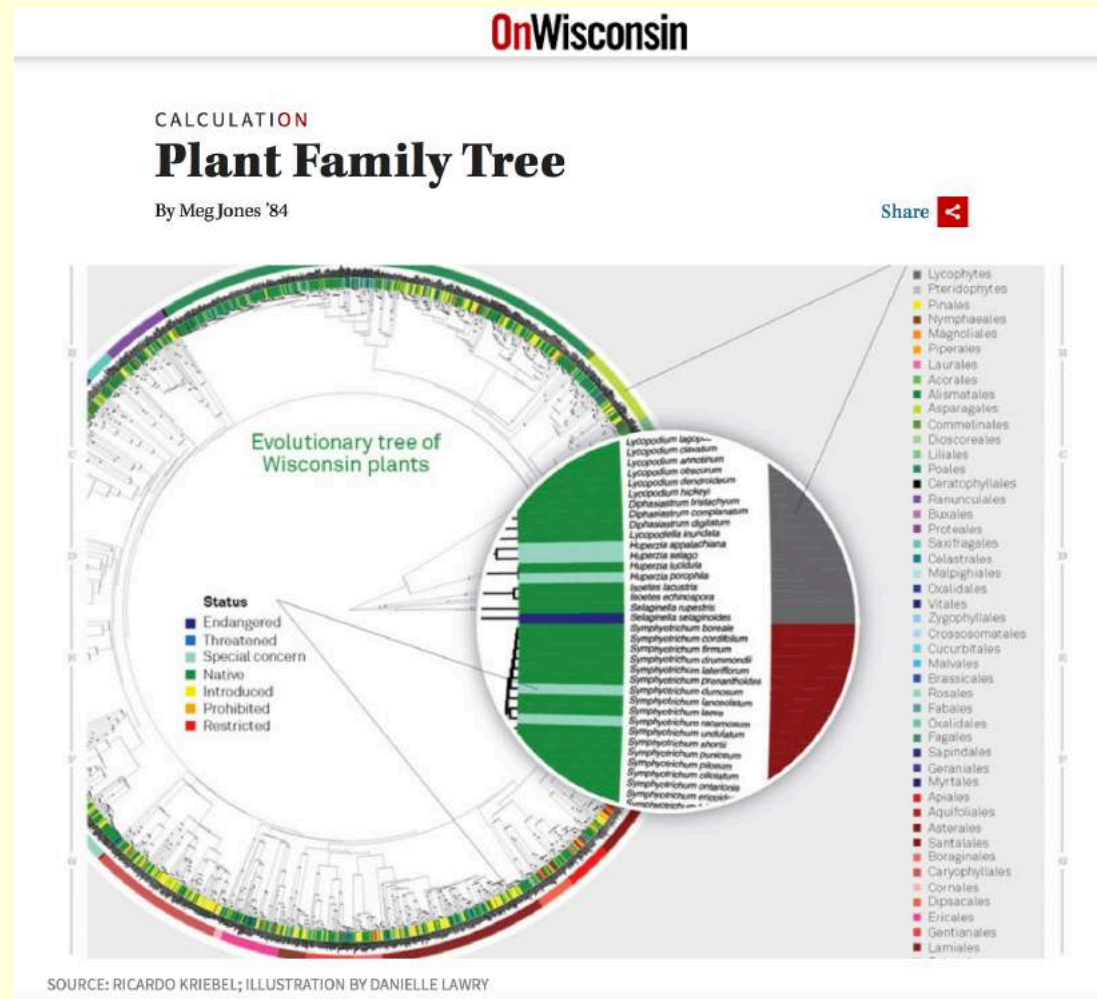 OnWisconsin
CALCULATION
Plant Family Tree
By Meg Jones '84
Share
Evolutionary tree of
Wisconsin plants
Status
Endangered
Threatened
Special concern
Native
Introduced
Prohibited
Restricted
Lycopodium
Lycopodium clavatum
Lycopodium annotinum
Lycopodium obscurum
Lycopodium dendroideum
Lycopodium hickeyi
Diphasiastrum tristachyum
Diphasiastrum complanatum
Diphasiastrum digitatum
Lycopodiella inundata
Huperzia appalachiana
Huperzia selago
Huperzia lucidula
Huperzia porophila
Isoetes lacustris
Isoetes echinospora
Selaginella rupestris
Selaginella selaginoides
Symphyotrichum boreale
Symphyotrichum cordifolium
Symphyotrichum firmum
Symphyotrichum drummondii
Symphyotrichum lateriflorum
Symphyotrichum prenanthoides
Symphyotrichum dumosum
Symphyotrichum lanceolatum
Symphyotrichum laeve
Symphyotrichum racemosum
Symphyotrichum undulatum
Symphyotrichum shortii
Symphyotrichum puniceum
Symphyotrichum pilosum
Symphyotrichum ciliolatum
Symphyotrichum ontarionis
Symphyotrichum
Lycophytes
Pteridophytes
Pinales
Nymphaeales
Magnoliales
Piperales
Laurales
Acorales
Alismatales
Asparagales
Commelinales
Dioscoreales
Liliales
Poales
Ceratophyllales
Ranunculales
Buxales
Proteales
Saxifragales
Celastrales
Malpighiales
Oxalidales
Vitales
Zygophyllales
Crossosomatales
Cucurbitales
Malvales
Brassicales
Rosales
Fabales
Oxalidales
Fagales
Sapindales
Geraniales
Myrtales
Apiales
Aquifoliales
Asterales
Santalales
Boraginales
Caryophyllales
Cornales
Dipsacales
Ericales
Gentianales
Lamiales
SOURCE: RICARDO KRIEBEL; ILLUSTRATION BY DANIELLE LAWRY